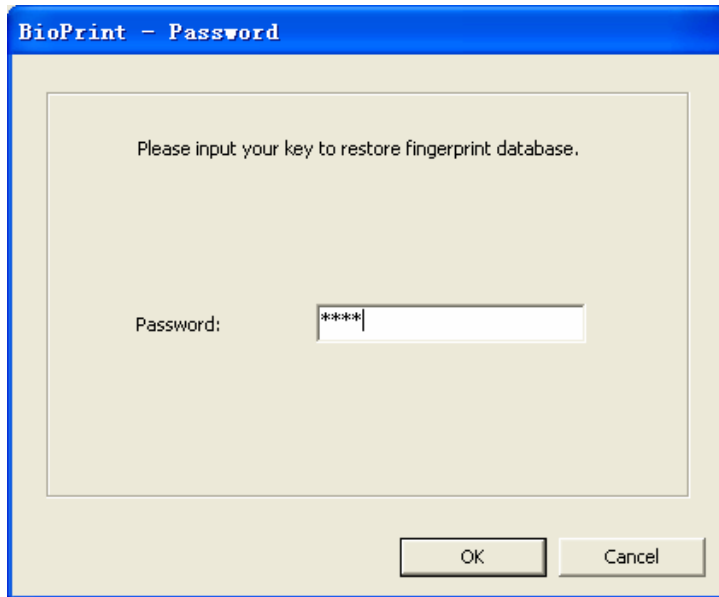 BioPrint - Password
Please input your key to restore fingerprint database.
Password: ****
OK Cancel